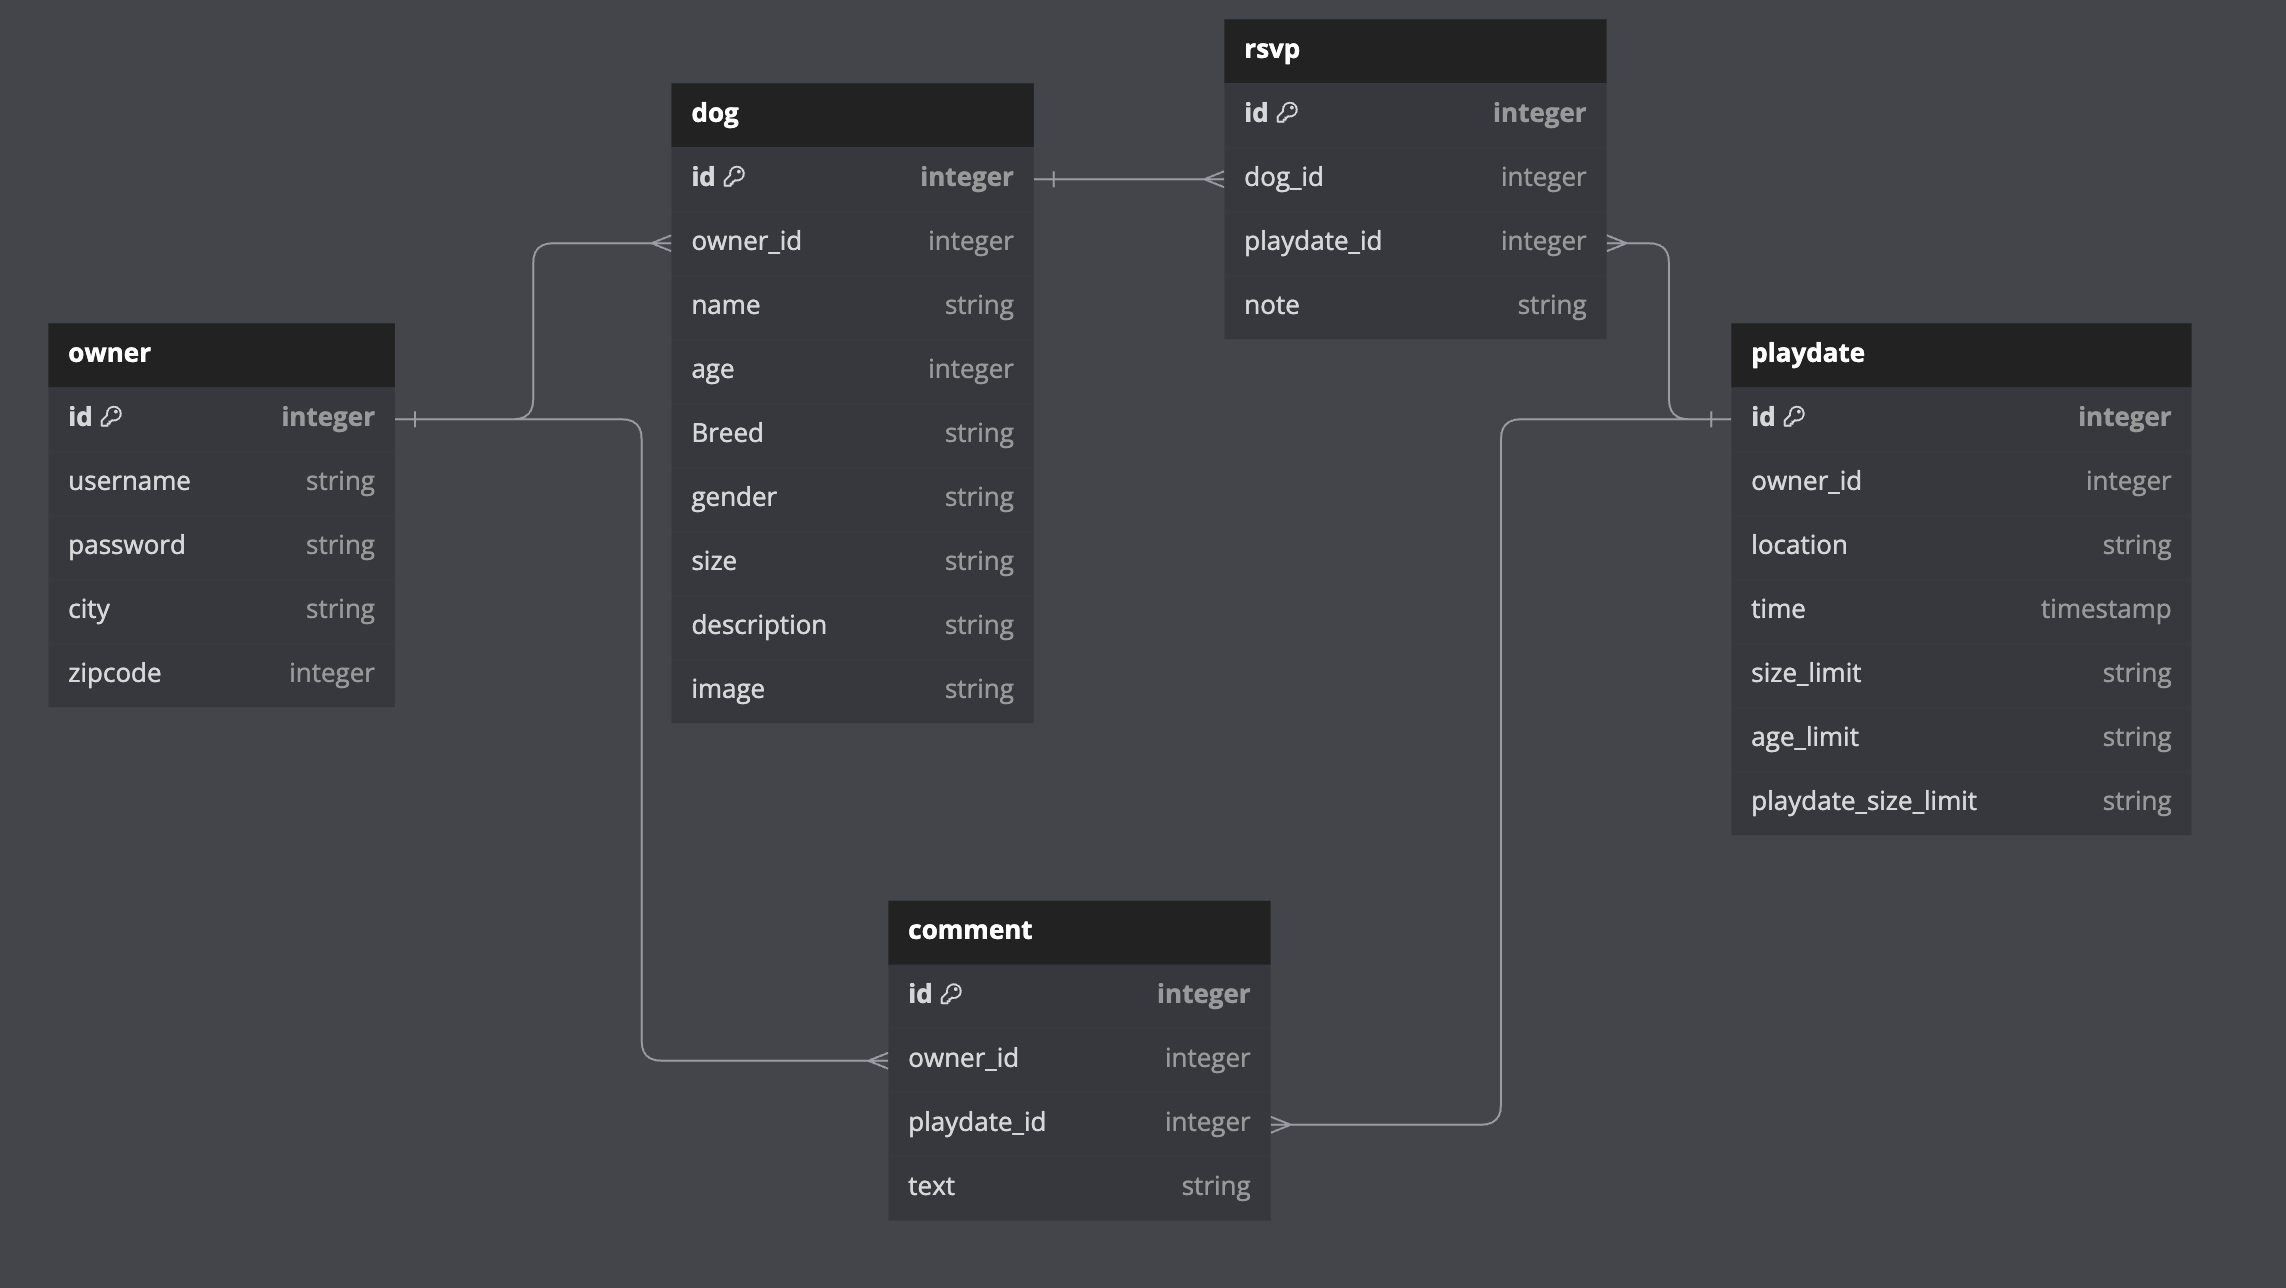 owner
id integer
username string
password string
city string
zipcode integer
dog
id integer
owner_id integer
name string
age integer
Breed string
gender string
size string
description string
image string
rsvp
id integer
dog_id integer
playdate_id integer
note string
playdate
id integer
owner_id integer
location string
time timestamp
size_limit string
age_limit string
playdate_size_limit string
comment
id integer
owner_id integer
playdate_id integer
text string